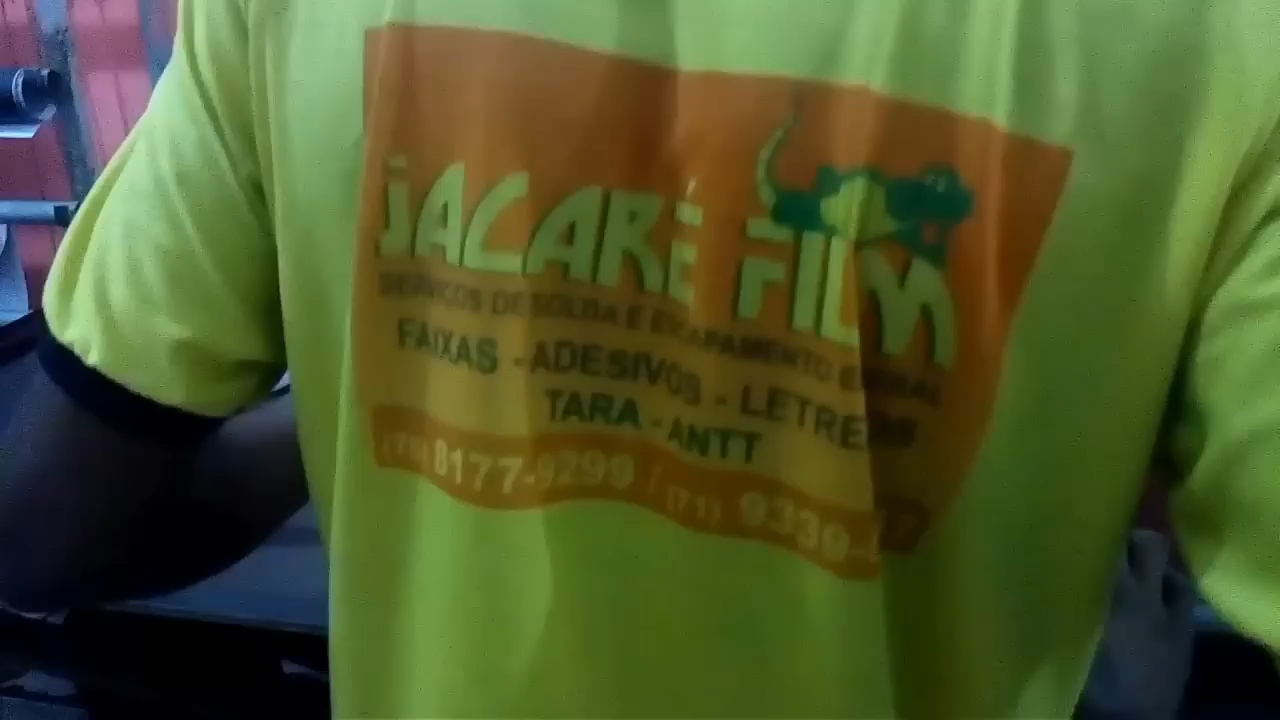 JACARÉ FILM
SERVIÇOS DE SOLDA E ESCAPAMENTO E
FAIXAS - ADESIVOS - LETREIROS
TARA - ANTT
8177-9299 / (71) 9339-